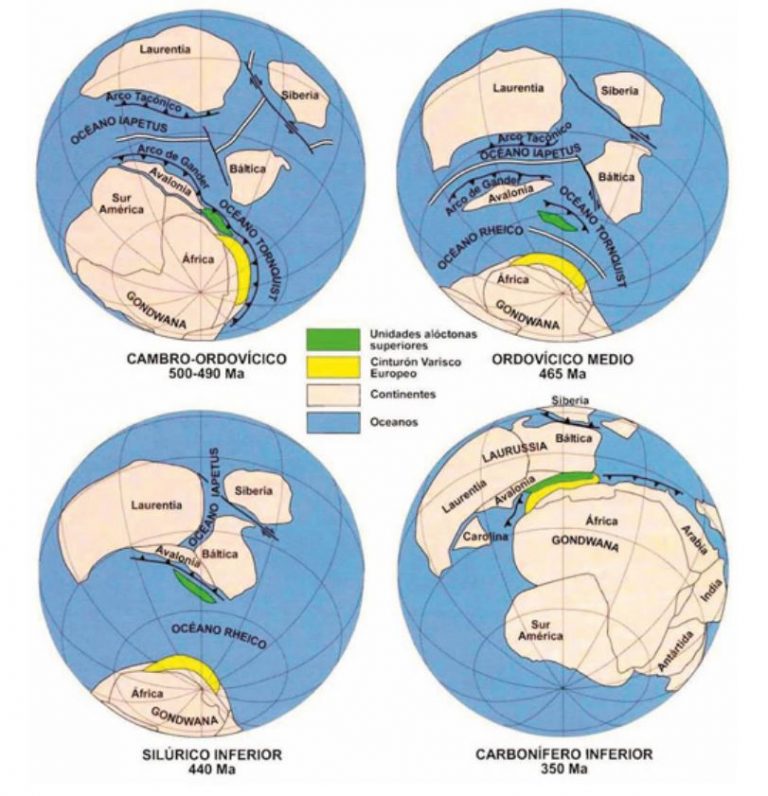 Laurentia
Siberia
Arco Tacónico
OCÉANO IAPETUS
Arco de Gander
Báltica
Avalonia
Sur
América
OCÉANO TORNQUIST
África
GONDWANA
CAMBRO-ORDOVÍCICO
500-490 Ma
Laurentia
Siberia
Arco Tacónico
OCÉANO IAPETUS
Arco de Gander
Avalonia
Báltica
OCÉANO RHEICO
OCÉANO TORNQUIST
África
GONDWANA
ORDOVÍCICO MEDIO
465 Ma
Unidades alóctonas
superiores
Cinturón Varisco
Europeo
Continentes
Oceanos
Laurentia
OCÉANO IAPETUS
Siberia
Avalonia
Báltica
OCÉANO RHEICO
África
GONDWANA
SILÚRICO INFERIOR
440 Ma
Siberia
Báltica
LAURUSSIA
Laurentia
Avalonia
Carolina
África
GONDWANA
Arabia
India
Sur
América
Antártida
CARBONÍFERO INFERIOR
350 Ma